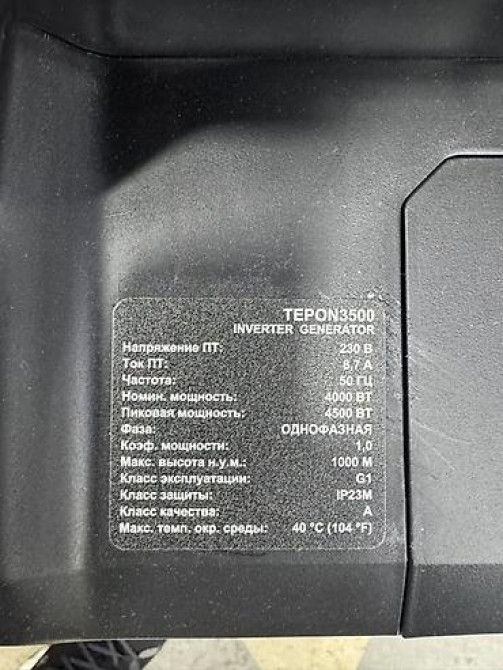 TEPON3500
INVERTER GENERATOR
Напряжение ПТ: 230 В
Ток ПТ: 8,7 А
Частота: 50 ГЦ
Номин. мощность: 4000 ВТ
Пиковая мощность: 4500 ВТ
Фаза: ОДНОФАЗНАЯ
Коэф. мощности: 1,0
Макс. высота н.у.м.: 1000 М
Класс эксплуатации: G1
Класс защиты: IP23M
Класс качества: А
Макс. темп. окр. среды: 40 °C (104 °F)